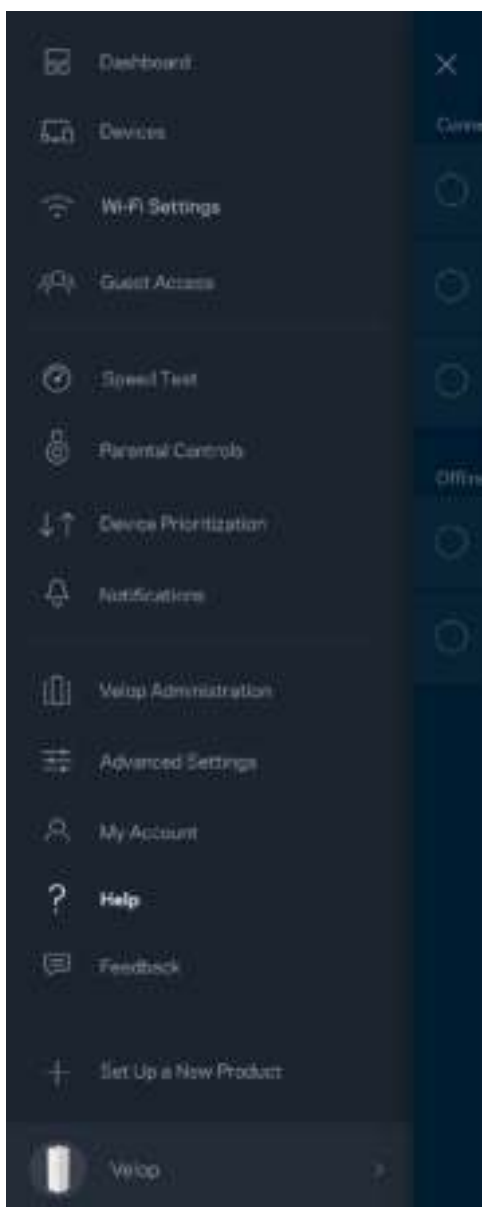 Dashboard
Devices
Wi-Fi Settings
Guest Access
Speed Test
Parental Controls
Device Prioritization
Notifications
Velop Administration
Advanced Settings
My Account
? Help
Feedback
Set Up a New Product
Velop